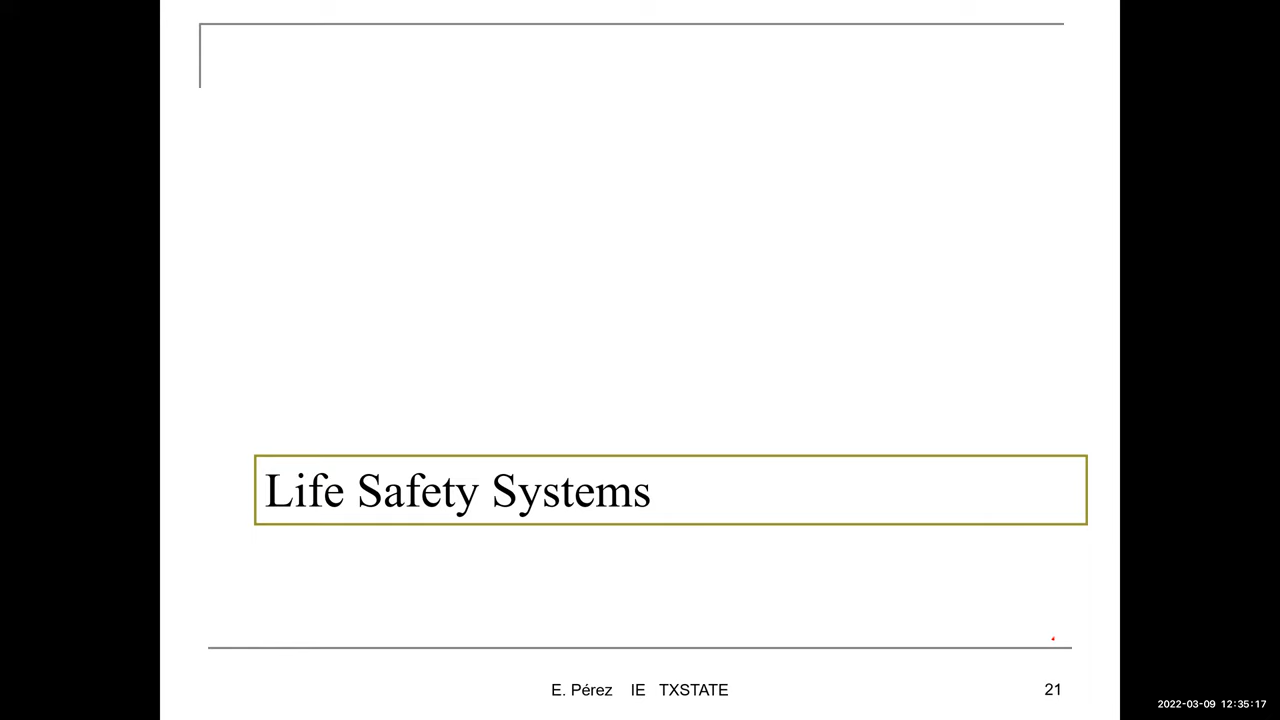 Life Safety Systems
E. Pérez IE TXSTATE
21
2022-03-09 12:35:17